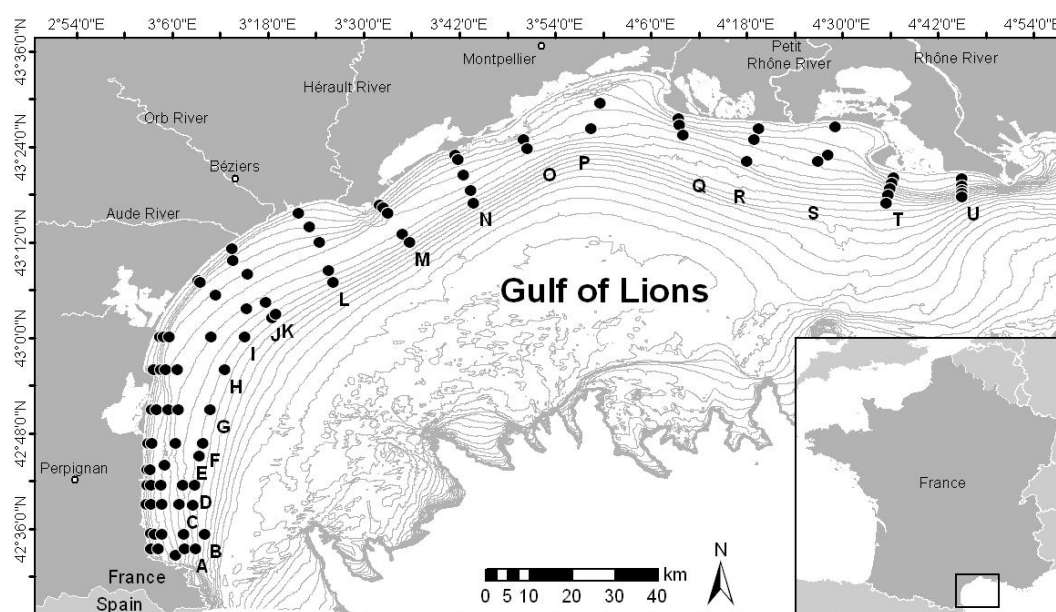 2°54'0"E 3°6'0"E 3°18'0"E 3°30'0"E 3°42'0"E 3°54'0"E 4°6'0"E 4°18'0"E 4°30'0"E 4°42'0"E 4°54'0"E
43°36'0"N
43°24'0"N
43°12'0"N
43°0'0"N
42°48'0"N
42°36'0"N
Montpellier
Petit
Rhône River
Rhône River
Hérault River
Orb River
Béziers
Aude River
Perpignan
Gulf of Lions
O
P
Q
R
S
T
U
N
M
L
K
J
I
H
G
F
E
D
C
B
A
France
Spain
0 5 10 20 30 40
km
N
France